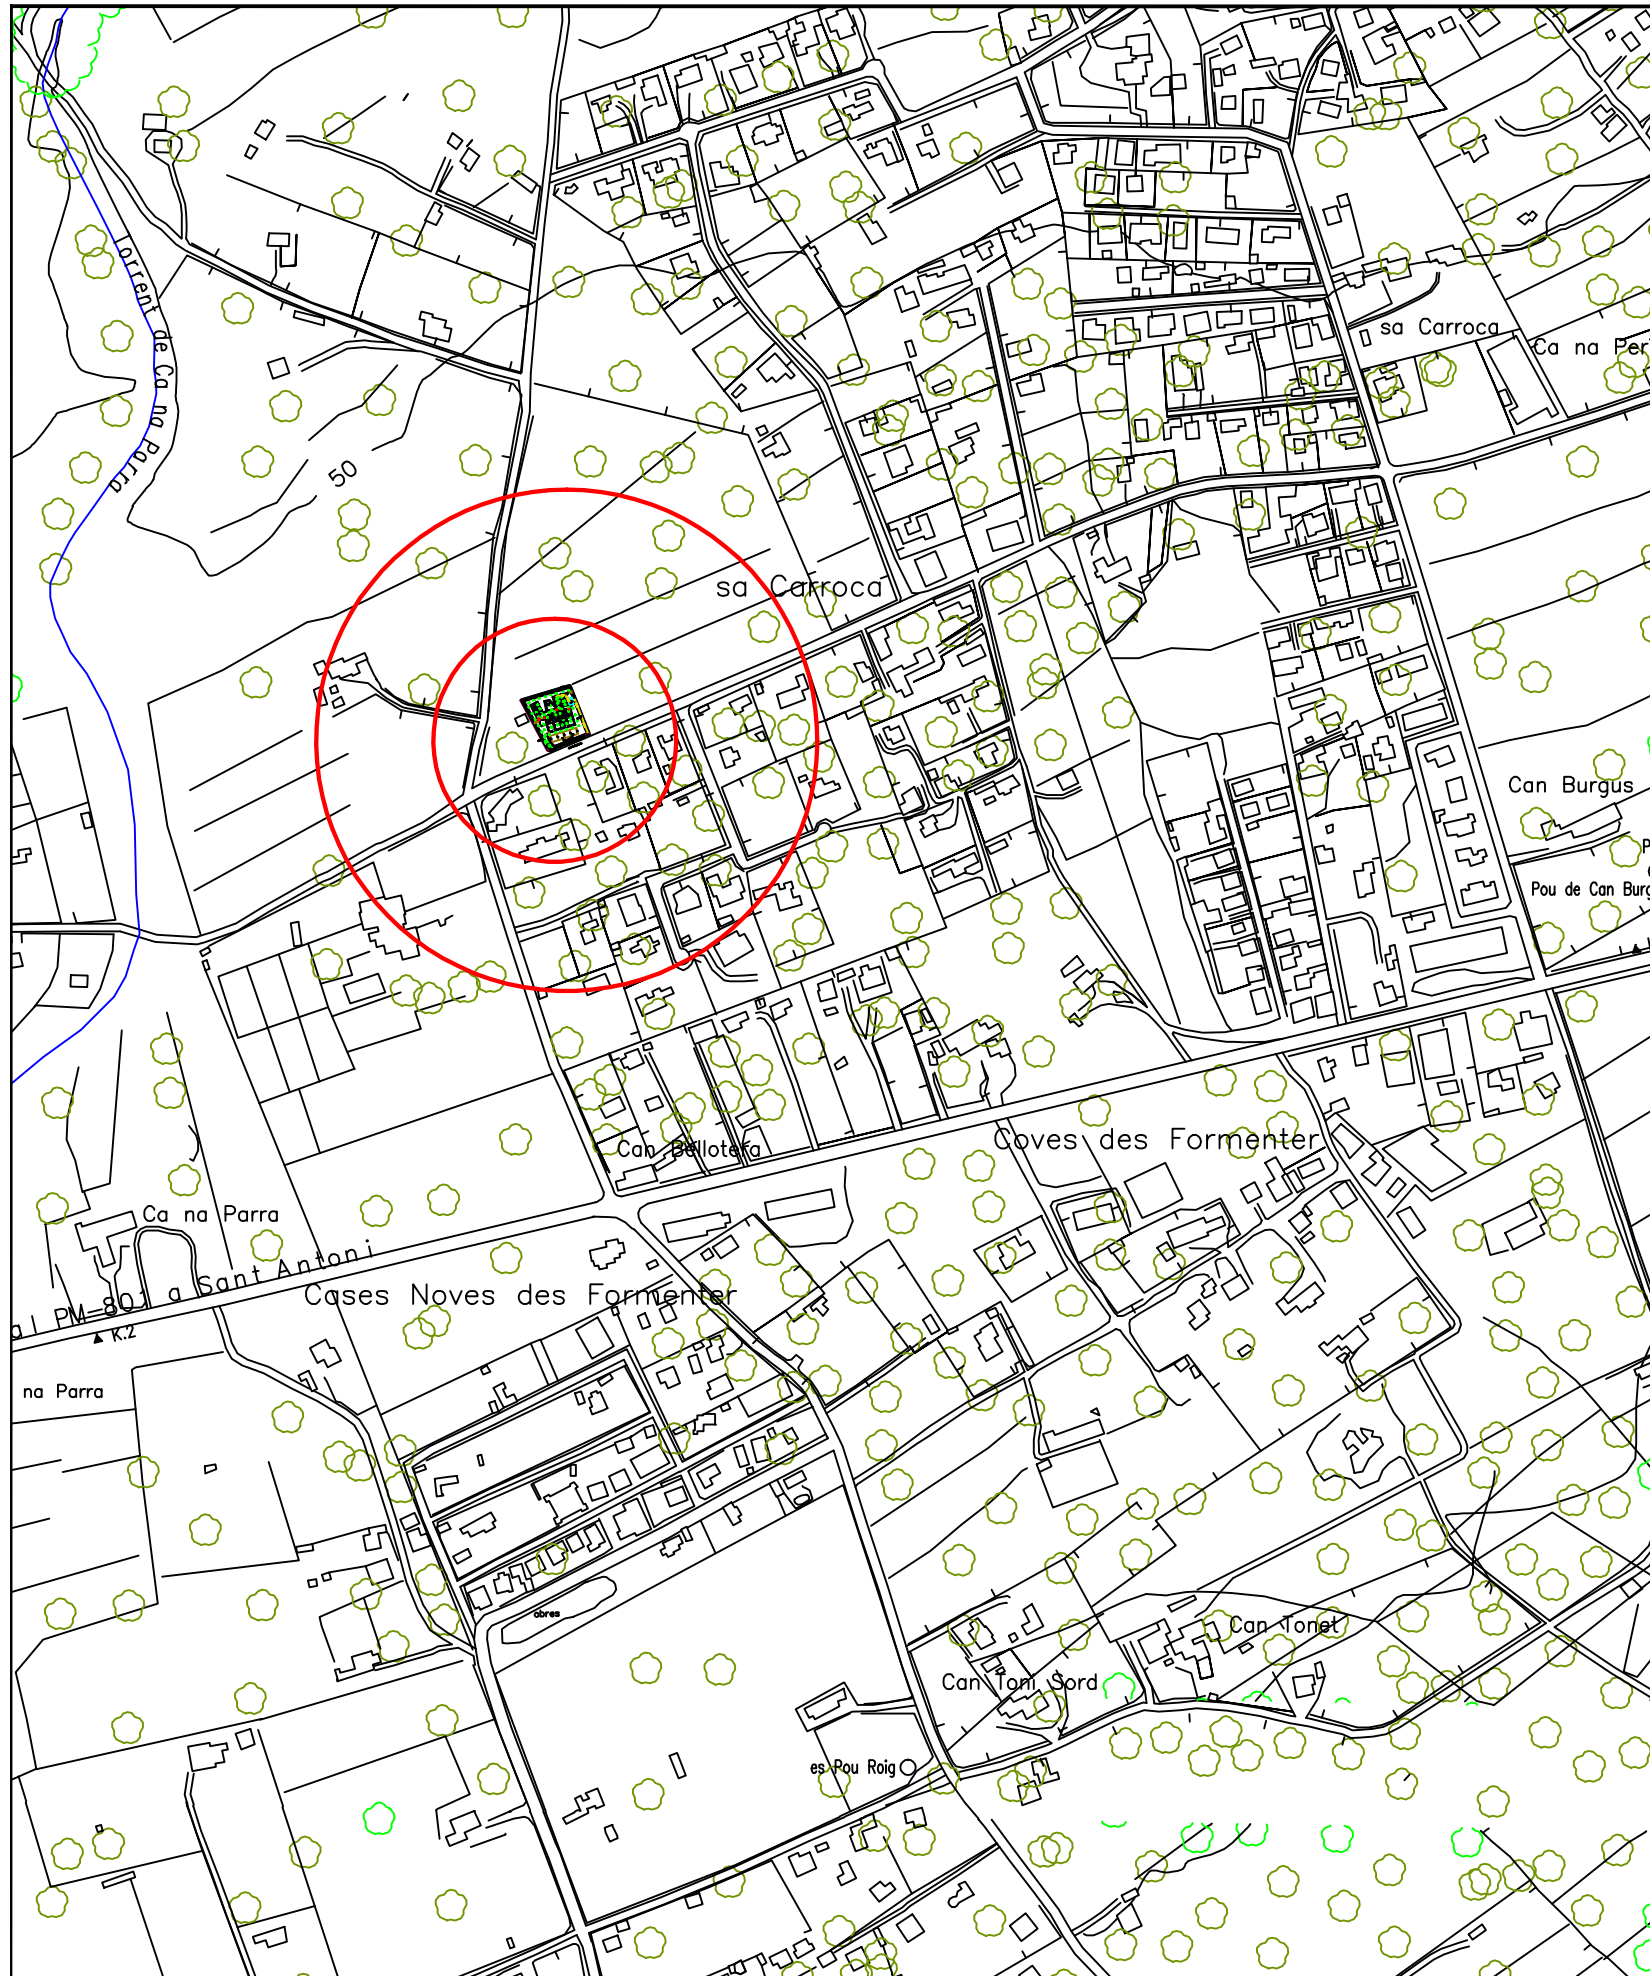 Torrent de Ca na Parra
sa Carroca
Ca na Per
50
sa Carroca
Can Burgus
Pou de Can Burg
Can Bellotera
Coves des Formenter
Ca na Parra
al PM-801 a Sant Antoni
Cases Noves des Formenter
K.2
na Parra
abres
Can Tonet
Can Toni Sord
es Pou Roig